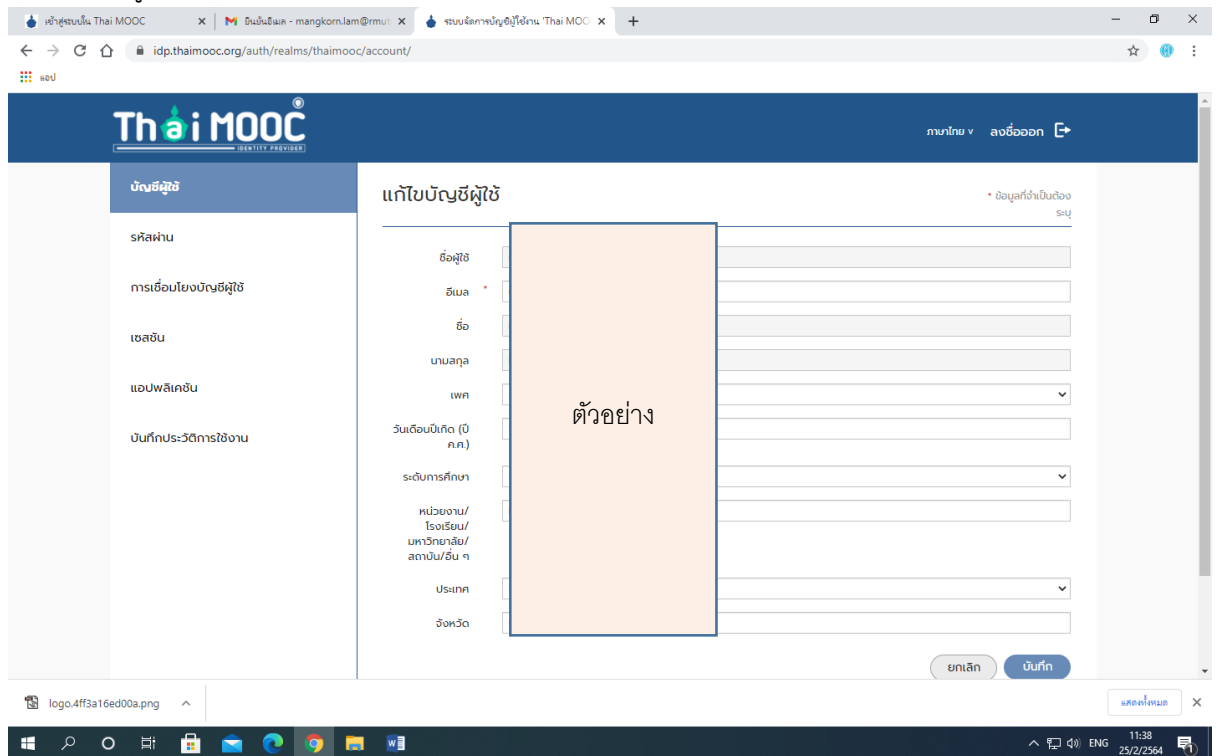 เข้าสู่ระบบใน Thai MOOC
ยืนยันอีเมล - mangkorn.lam@rmut
ระบบจัดการบัญชีผู้ใช้งาน 'Thai MOO
idp.thaimooc.org/auth/realms/thaimooc/account/
แอป
Thai MOOC
IDENTITY PROVIDER
ภาษาไทย
ลงชื่อออก
บัญชีผู้ใช้
รหัสผ่าน
การเชื่อมโยงบัญชีผู้ใช้
เซสชัน
แอปพลิเคชัน
บันทึกประวัติการใช้งาน
แก้ไขบัญชีผู้ใช้
* ข้อมูลที่จำเป็นต้อง
ระบุ
ชื่อผู้ใช้
อีเมล *
ชื่อ
นามสกุล
เพศ
วันเดือนปีเกิด (ปี
ค.ศ.)
ระดับการศึกษา
หน่วยงาน/
โรงเรียน/
มหาวิทยาลัย/
สถาบัน/อื่น ๆ
ประเทศ
จังหวัด
ตัวอย่าง
ยกเลิก
บันทึก
logo.4ff3a16ed00a.png
แสดงทั้งหมด
ENG
11:38
25/2/2564